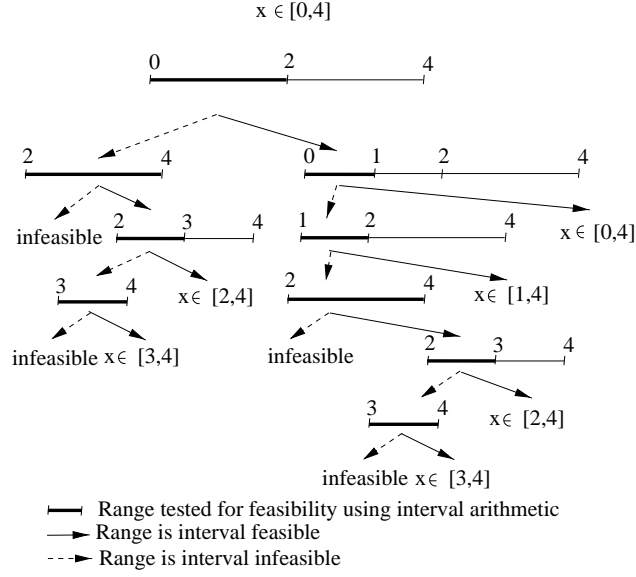 x ∈ [0,4]
0 2 4
2 4 0 1 2 4
infeasible 2 3 4 1 2 4 x ∈ [0,4]
3 4 x ∈ [2,4] 2 4 x ∈ [1,4]
infeasible x ∈ [3,4] infeasible 2 3 4
3 4 x ∈ [2,4]
infeasible x ∈ [3,4]
Range tested for feasibility using interval arithmetic
Range is interval feasible
Range is interval infeasible